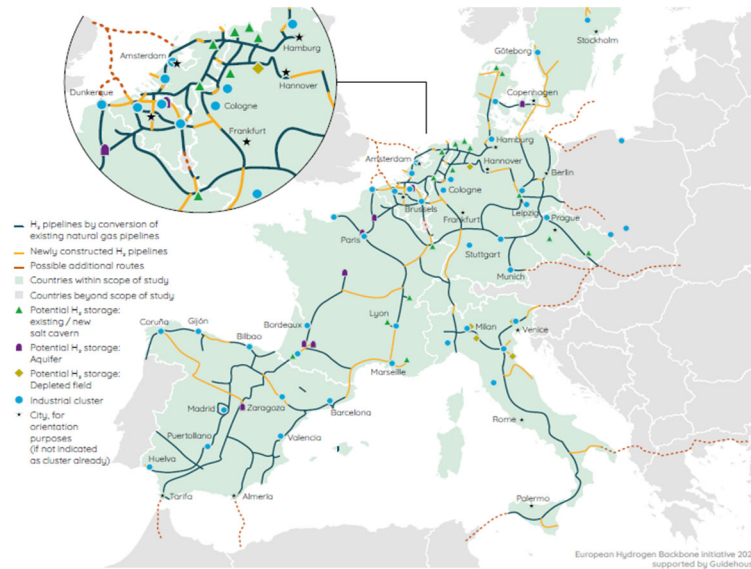 Amsterdam
Hamburg
Hannover
Dunkerque
Cologne
Frankfurt
Stockholm
Göteborg
Copenhagen
Hamburg
Amsterdam
Hannover
Berlin
Cologne
Brussels
Leipzig
Frankfurt
Prague
Paris
Stuttgart
Munich
H₂ pipelines by conversion of
existing natural gas pipelines
Newly constructed H₂ pipelines
Possible additional routes
Countries within scope of study
Countries beyond scope of study
Potential H₂ storage:
existing / new
salt cavern
Potential H₂ storage:
Aquifer
Potential H₂ storage:
Depleted field
Industrial cluster
City, for
orientation
purposes
(if not indicated
as cluster already)
Coruña
Gijón
Bilbao
Bordeaux
Lyon
Milan
Venice
Marseille
Madrid
Zaragoza
Barcelona
Puertollano
Valencia
Huelva
Rome
Tarifa
Almería
Palermo
European Hydrogen Backbone Initiative 202
supported by Guidehous